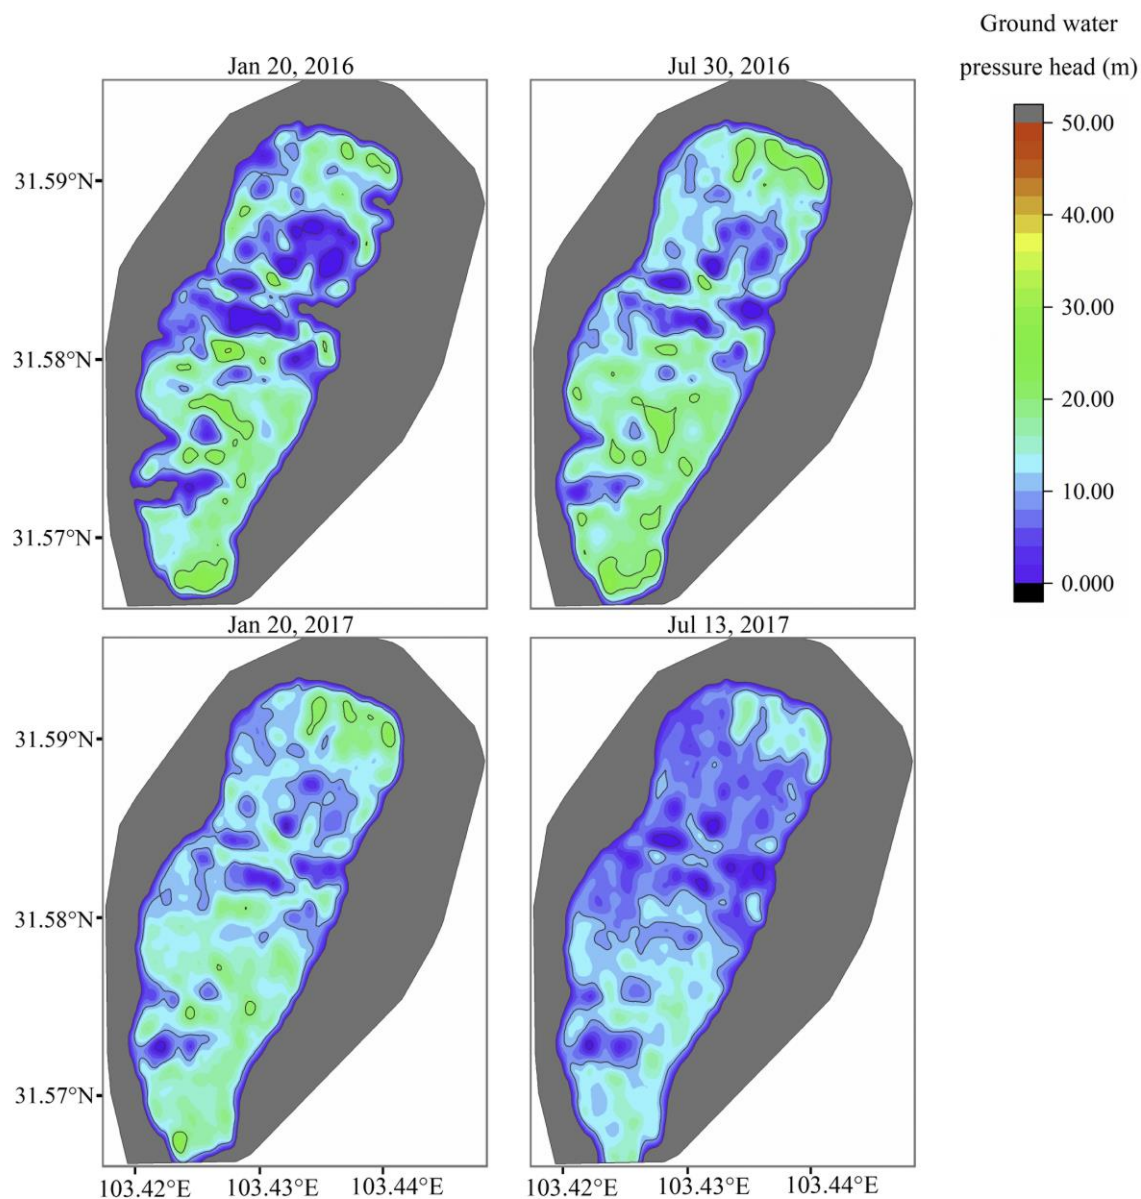 Ground water
pressure head (m)
Jan 20, 2016
Jul 30, 2016
50.00
40.00
30.00
20.00
10.00
0.000
31.59°N
31.58°N
31.57°N
Jan 20, 2017
Jul 13, 2017
31.59°N
31.58°N
31.57°N
103.42°E 103.43°E 103.44°E
103.42°E 103.43°E 103.44°E